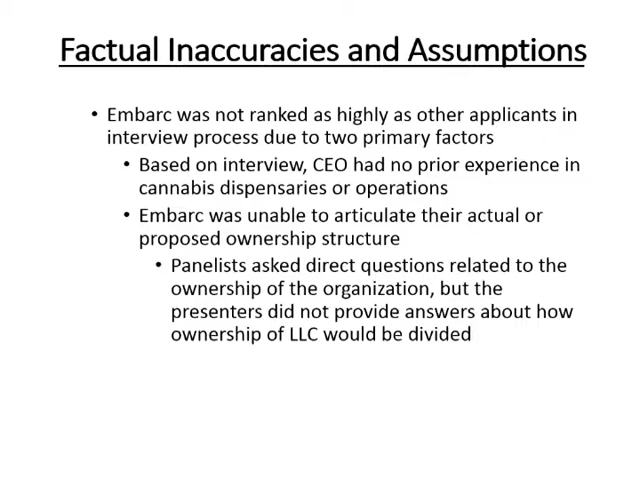 Factual Inaccuracies and Assumptions
• Embarc was not ranked as highly as other applicants in
interview process due to two primary factors
• Based on interview, CEO had no prior experience in
cannabis dispensaries or operations
• Embarc was unable to articulate their actual or
proposed ownership structure
• Panelists asked direct questions related to the
ownership of the organization, but the
presenters did not provide answers about how
ownership of LLC would be divided